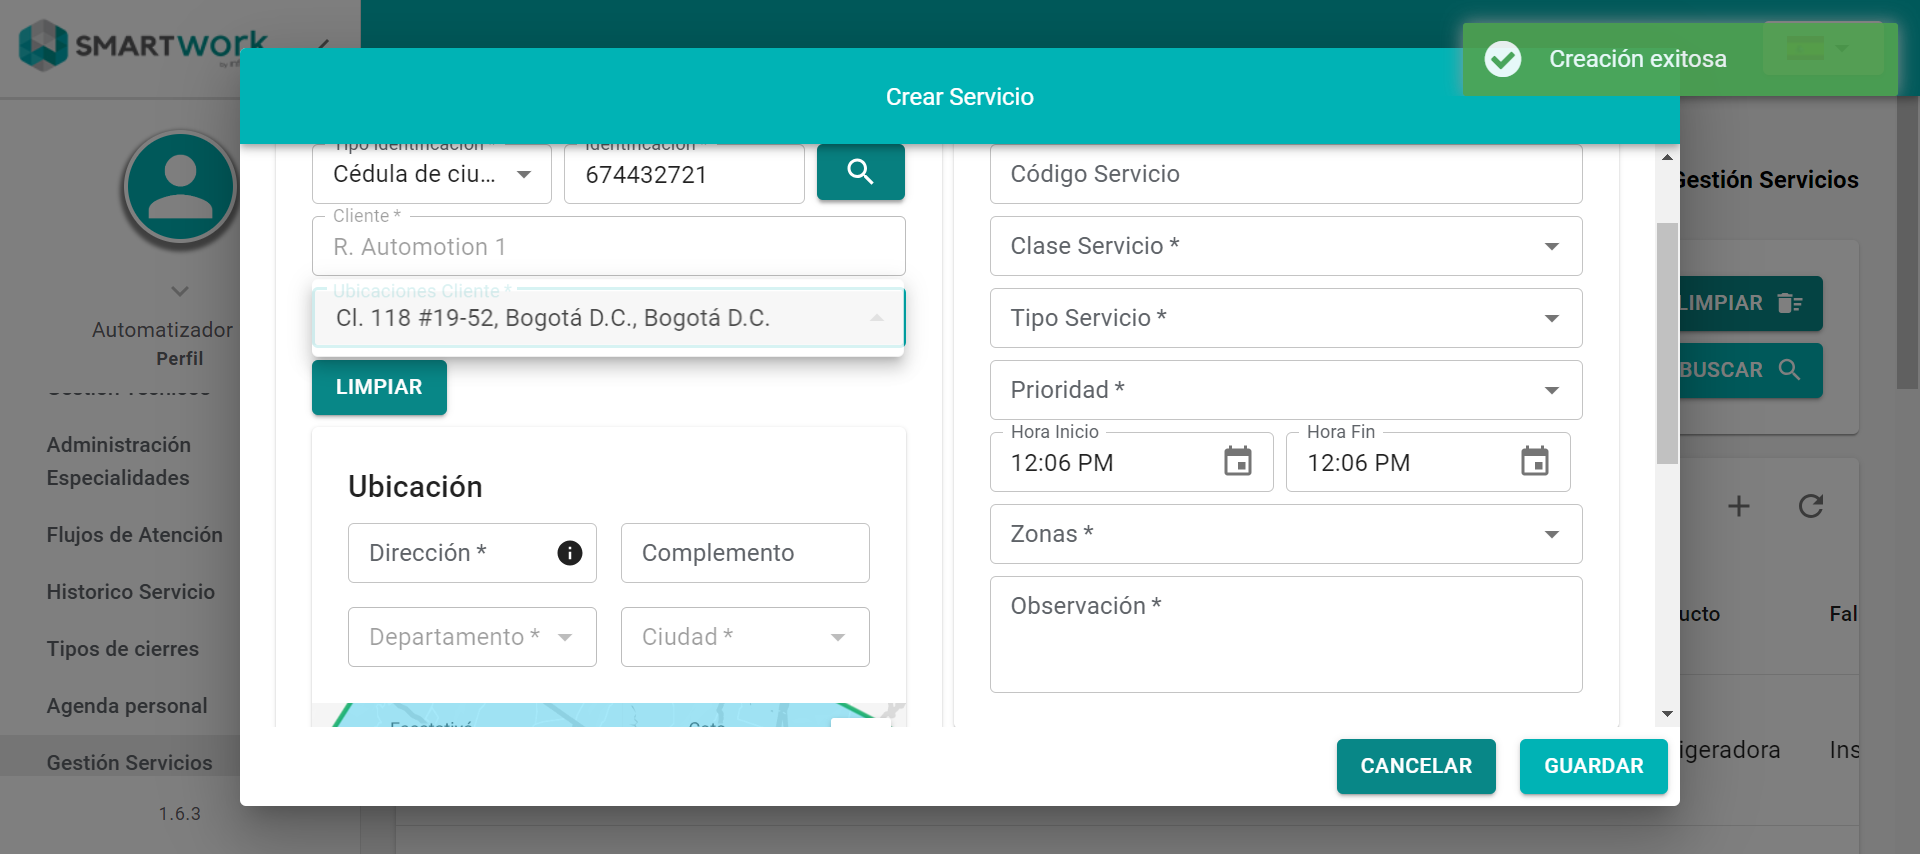 SMARTWORK
Creación exitosa
Crear Servicio
Gestión Servicios
Tipo Identificación
Identificación *
Cédula de ciu...
674432721
Código Servicio
Cliente *
R. Automotion 1
Clase Servicio *
Ubicaciones Cliente *
Cl. 118 #19-52, Bogotá D.C., Bogotá D.C.
Tipo Servicio *
LIMPIAR
Automatizador
Perfil
LIMPIAR
Prioridad *
BUSCAR
Gestión Técnicos
Administración
Especialidades
Hora Inicio
12:06 PM
Hora Fin
12:06 PM
Ubicación
Flujos de Atención
Dirección *
Complemento
Zonas *
Historico Servicio
Observación *
ucto
Fal
Tipos de cierres
Departamento *
Ciudad *
Agenda personal
Facatativá
Gestión Servicios
igeradora
Ins
CANCELAR
GUARDAR
1.6.3